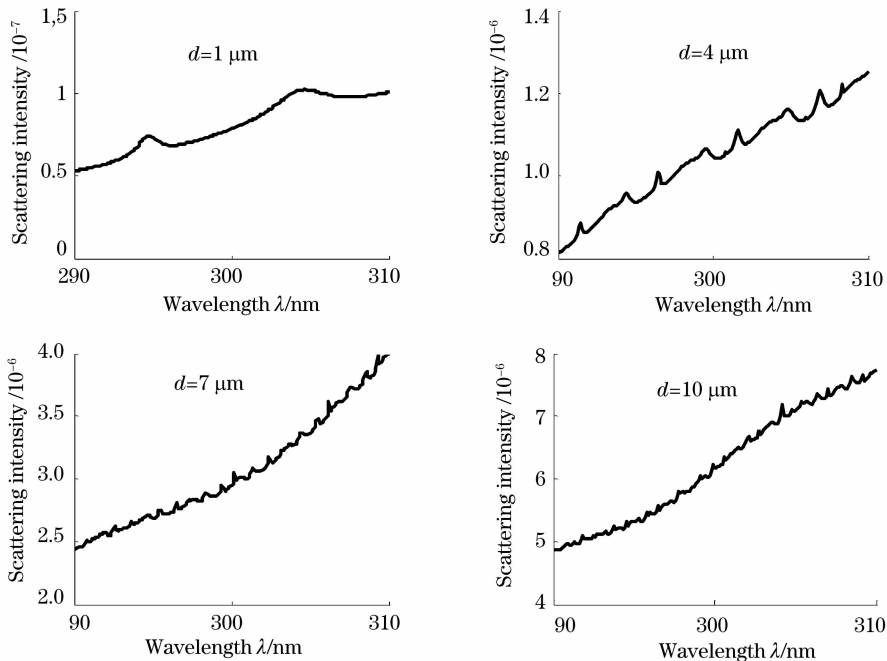 Scattering intensity /10⁻⁷
1,5
1
0.5
0
d=1 μm
290
300
310
Wavelength λ/nm
Scattering intensity /10⁻⁶
1.4
1.2
1.0
0.8
d=4 μm
90
300
310
Wavelength λ/nm
Scattering intensity /10⁻⁶
4.0
3.5
3.0
2.5
2.0
d=7 μm
90
300
310
Wavelength λ/nm
Scattering intensity /10⁻⁶
8
7
6
5
4
d=10 μm
90
300
310
Wavelength λ/nm